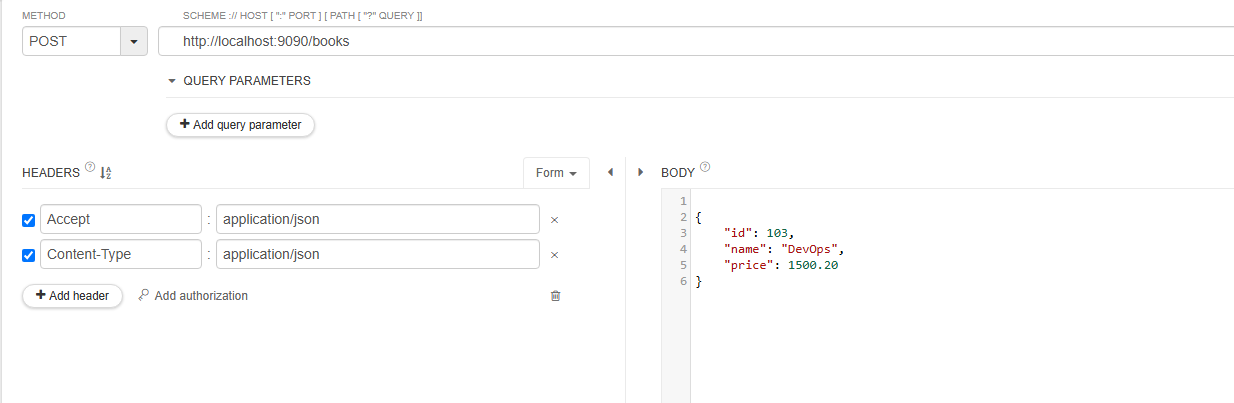 METHOD SCHEME :// HOST [ ":" PORT ] [ PATH [ "?" QUERY ]]
POST http://localhost:9090/books
QUERY PARAMETERS
+ Add query parameter
HEADERS ? Form BODY ?
Accept : application/json ×
Content-Type : application/json ×
+ Add header Add authorization
1
2 {
3 "id": 103,
4 "name": "DevOps",
5 "price": 1500.20
6 }